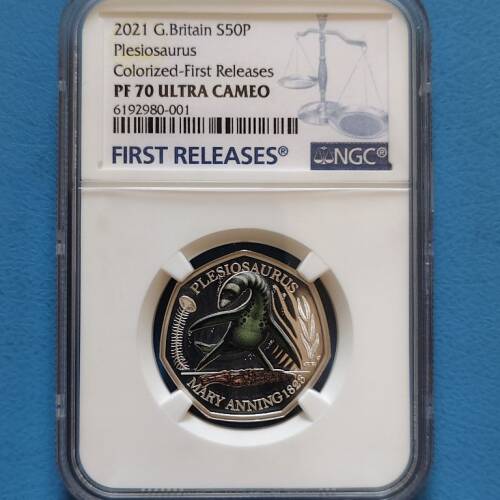 2021 G.Britain S50P
Plesiosaurus
Colorized-First Releases
PF 70 ULTRA CAMEO
6192980-001
FIRST RELEASES®
NGC®
PLESIOSAURUS
MARY ANNING 1823